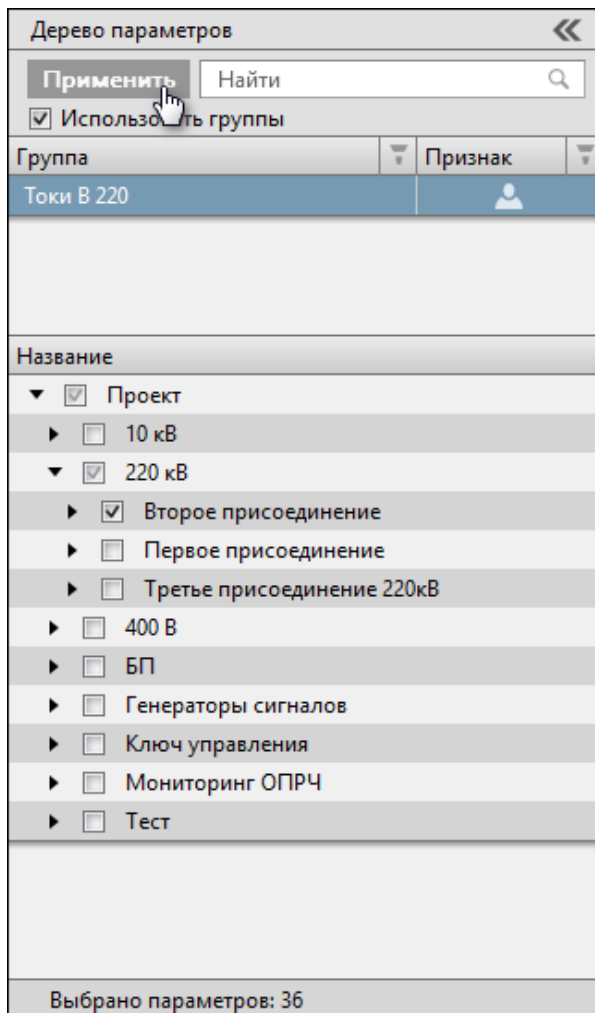 Дерево параметров
Применить Найти
Использовать группы
Группа Признак
Токи В 220
Название
Проект
10 кВ
220 кВ
Второе присоединение
Первое присоединение
Третье присоединение 220кВ
400 В
БП
Генераторы сигналов
Ключ управления
Мониторинг ОПРЧ
Тест
Выбрано параметров: 36